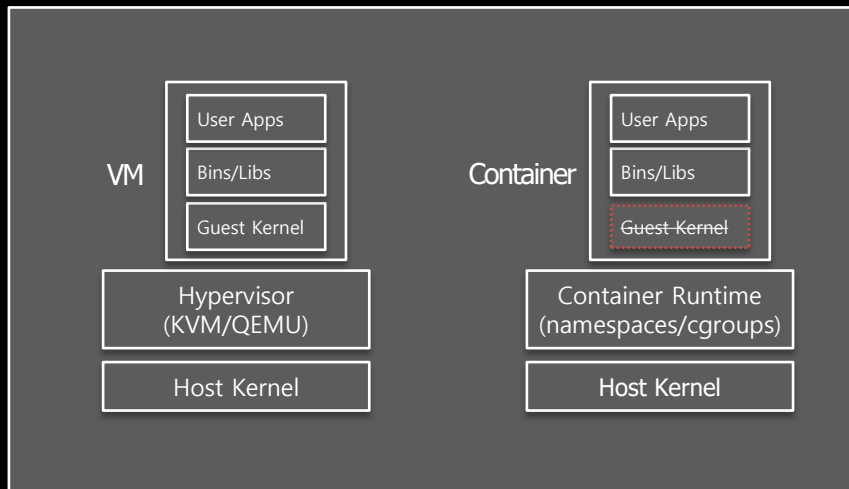 VM
User Apps
Bins/Libs
Guest Kernel
Hypervisor
(KVM/QEMU)
Host Kernel
Container
User Apps
Bins/Libs
Guest Kernel
Container Runtime
(namespaces/cgroups)
Host Kernel